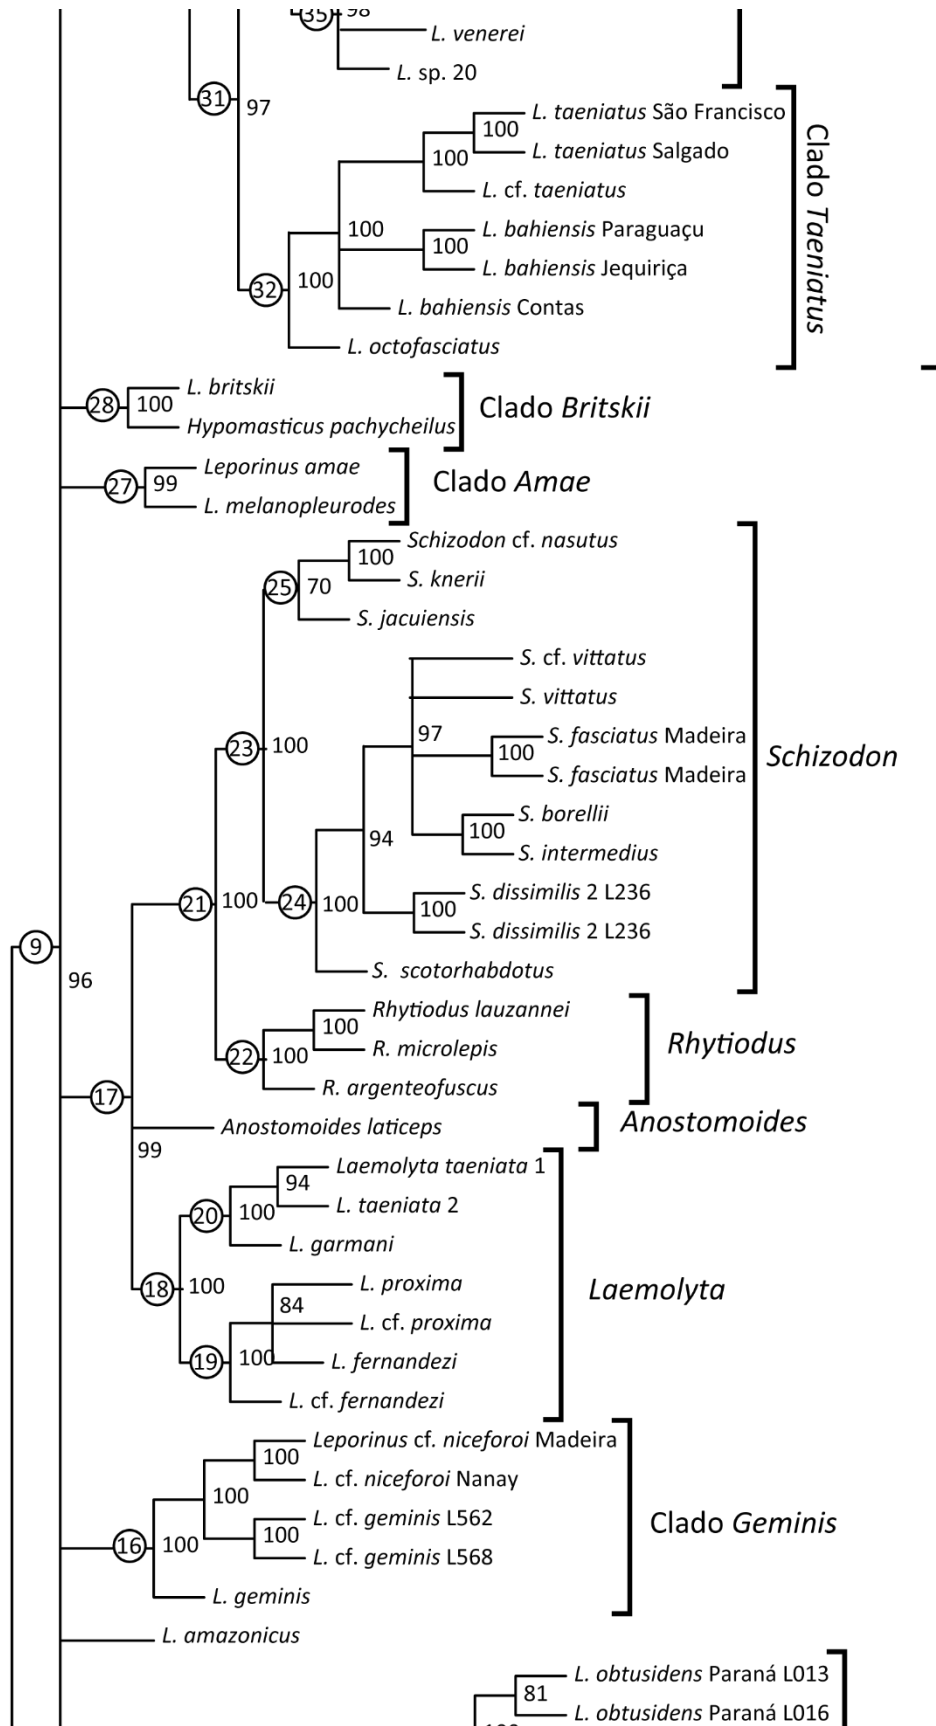 35
98
L. venerei
L. sp. 20
31
97
L. taeniatus São Francisco
100
L. taeniatus Salgado
100
L. cf. taeniatus
100
L. bahiensis Paraguaçu
100
L. bahiensis Jequiriça
32
100
L. bahiensis Contas
L. octofasciatus
Clado Taeniatus
L. britskii
28
100
Hypomasticus pachycheilus
Clado Britskii
Leporinus amae
27
99
L. melanopleurodes
Clado Amae
Schizodon cf. nasutus
100
S. knerii
25
70
S. jacuiensis
S. cf. vittatus
S. vittatus
97
S. fasciatus Madeira
100
S. fasciatus Madeira
23
100
Schizodon
S. borellii
100
S. intermedius
94
S. dissimilis 2 L236
100
S. dissimilis 2 L236
21
100
24
100
S. scotorhabdotus
9
96
Rhytiodus lauzannei
100
R. microlepis
22
100
R. argenteofuscus
Rhytiodus
17
99
Anostomoides laticeps
Anostomoides
Laemolyta taeniata 1
94
L. taeniata 2
20
100
L. garmani
18
100
L. proxima
84
L. cf. proxima
19
100
L. fernandezi
L. cf. fernandezi
Laemolyta
Leporinus cf. niceforoi Madeira
100
L. cf. niceforoi Nanay
100
L. cf. geminis L562
100
L. cf. geminis L568
16
100
L. geminis
Clado Geminis
L. amazonicus
L. obtusidens Paraná L013
81
L. obtusidens Paraná L016